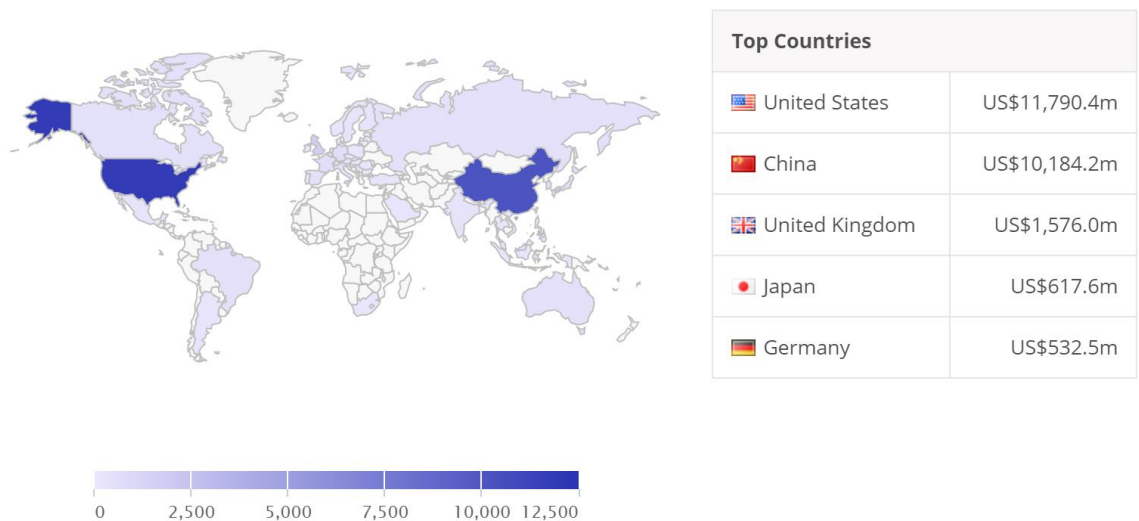 Top Countries
United States US$11,790.4m
China US$10,184.2m
United Kingdom US$1,576.0m
Japan US$617.6m
Germany US$532.5m
0 2,500 5,000 7,500 10,000 12,500